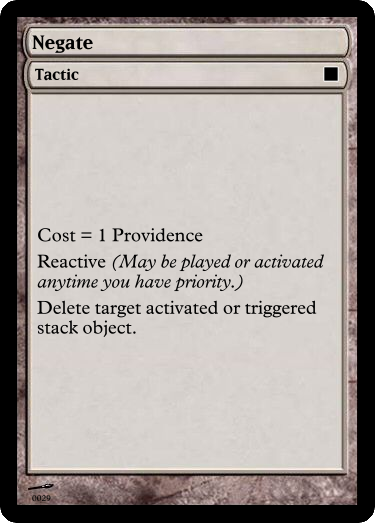 Negate
Tactic
Cost = 1 Providence
Reactive (May be played or activated
anytime you have priority.)
Delete target activated or triggered
stack object.
0029